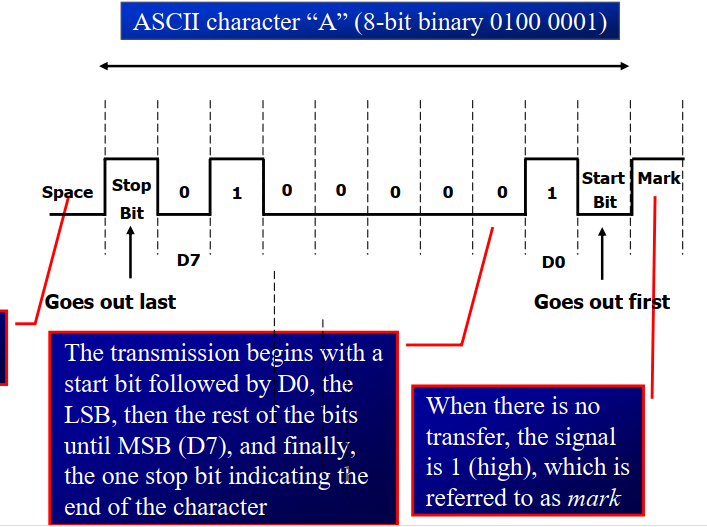 ASCII character “A” (8-bit binary 0100 0001)
Space
Stop
Bit
0
1
0
0
0
0
0
1
Start
Bit
Mark
D7
D0
Goes out last
Goes out first
The transmission begins with a
start bit followed by D0, the
LSB, then the rest of the bits
until MSB (D7), and finally,
the one stop bit indicating the
end of the character
When there is no
transfer, the signal
is 1 (high), which is
referred to as mark